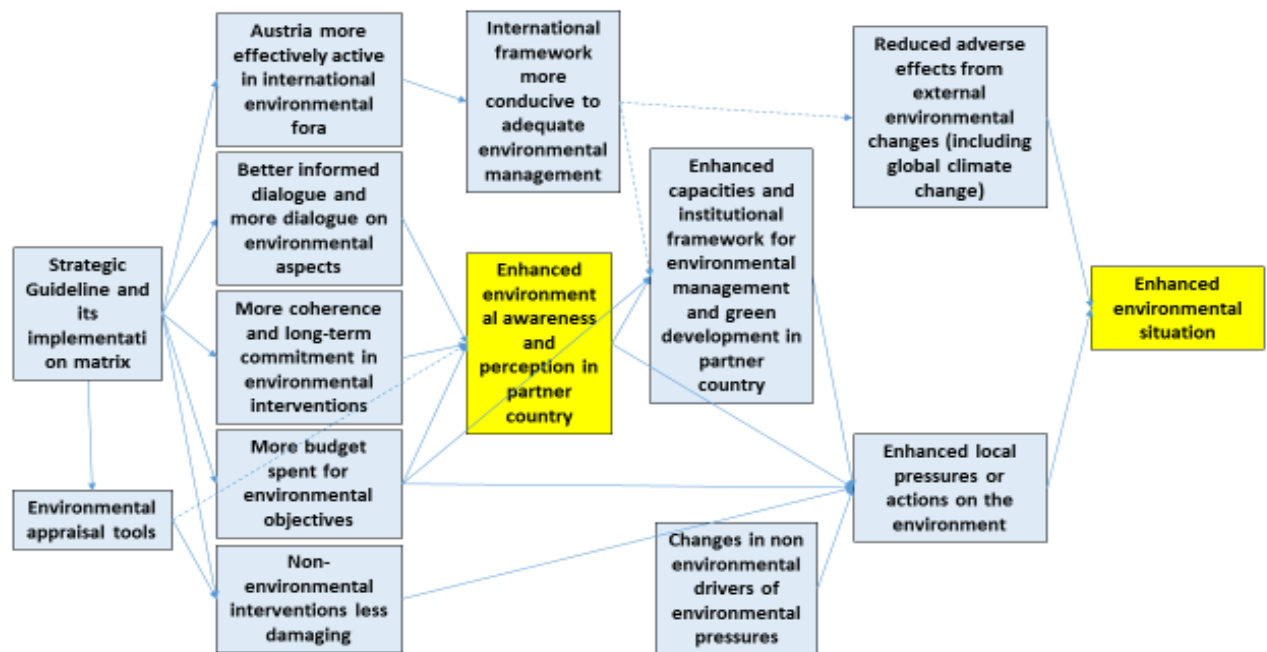 Strategic
Guideline and
its
implementati
on matrix
Environmental
appraisal tools
Austria more
effectively active
in international
environmental
fora
Better informed
dialogue and
more dialogue on
environmental
aspects
More coherence
and long-term
commitment in
environmental
interventions
More budget
spent for
environmental
objectives
Non-
environmental
interventions less
damaging
International
framework
more
conducive to
adequate
environmental
management
Enhanced
environment
al awareness
and
perception in
partner
country
Enhanced
capacities and
institutional
framework for
environmental
management
and green
development in
partner
country
Changes in non
environmental
drivers of
environmental
pressures
Reduced adverse
effects from
external
environmental
changes (including
global climate
change)
Enhanced local
pressures or
actions on the
environment
Enhanced
environmental
situation